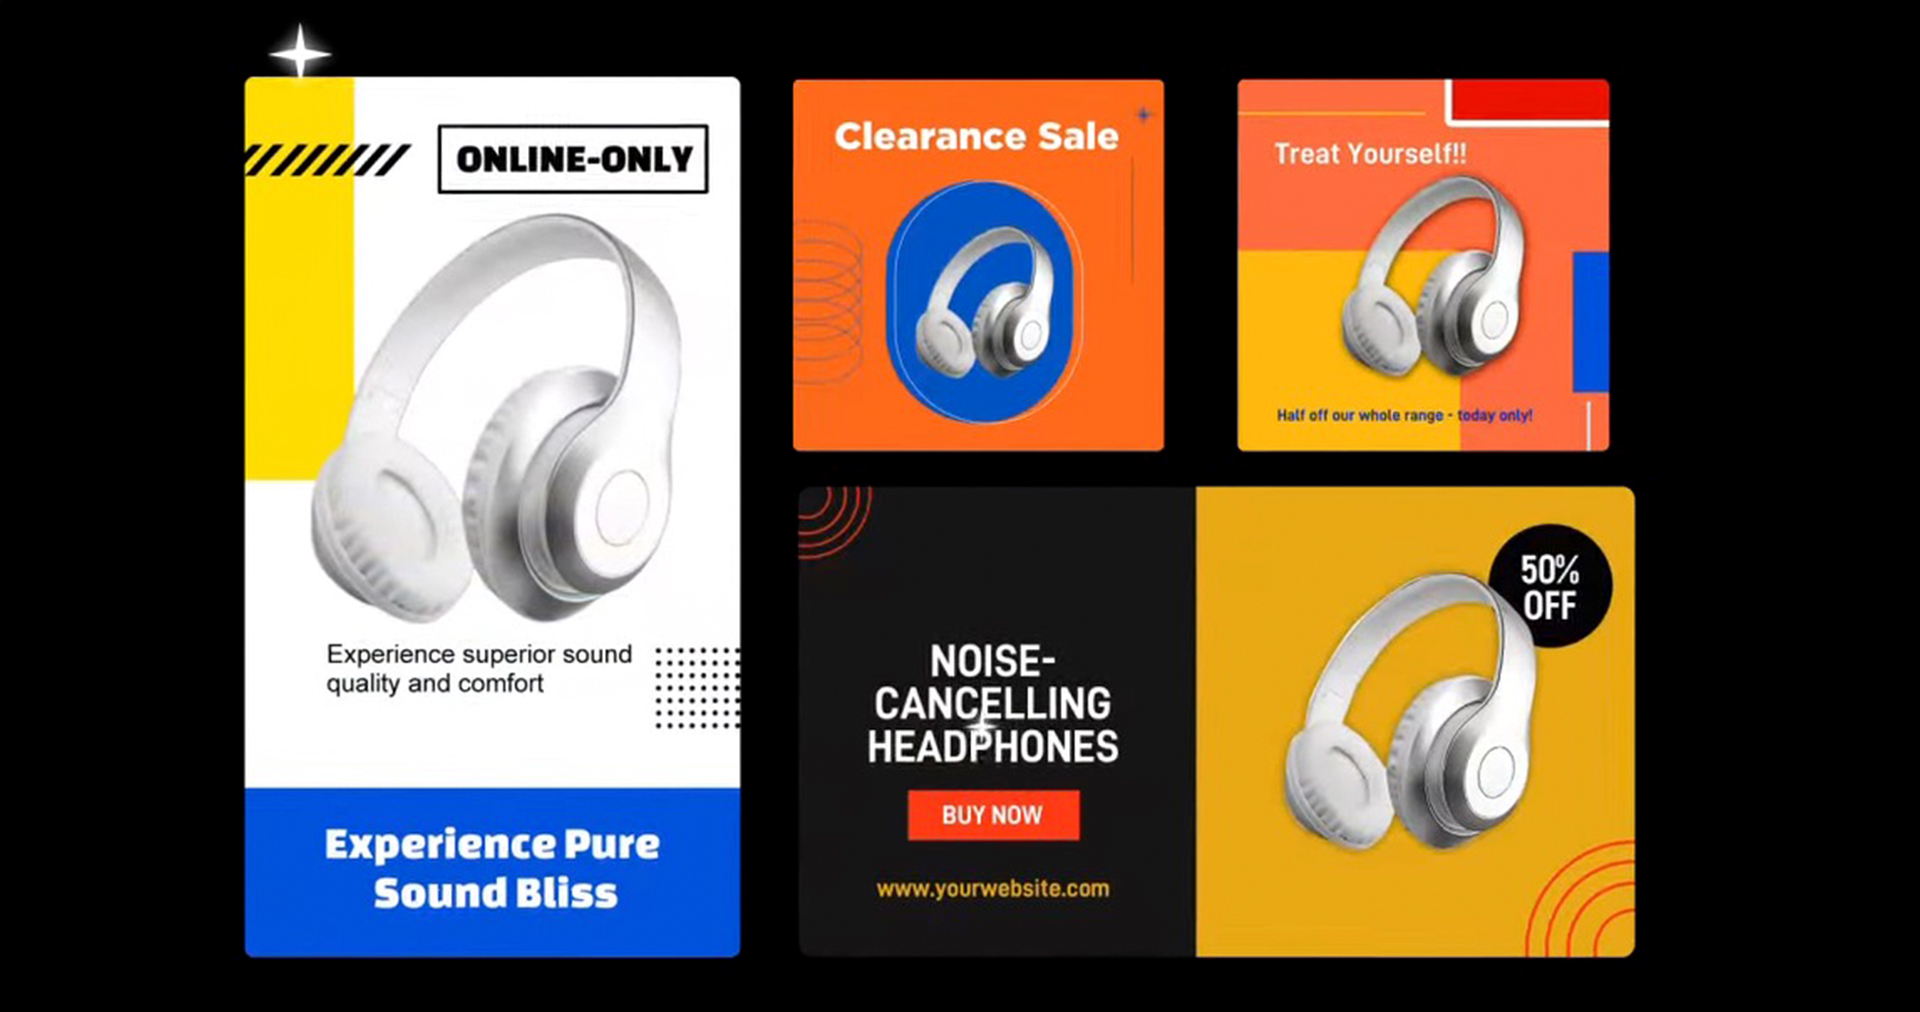 ONLINE-ONLY
Experience superior sound
quality and comfort
Experience Pure
Sound Bliss
Clearance Sale
Treat Yourself!!
Half off our whole range - today only!
NOISE-
CANCELLING
HEADPHONES
BUY NOW
www.yourwebsite.com
50%
OFF